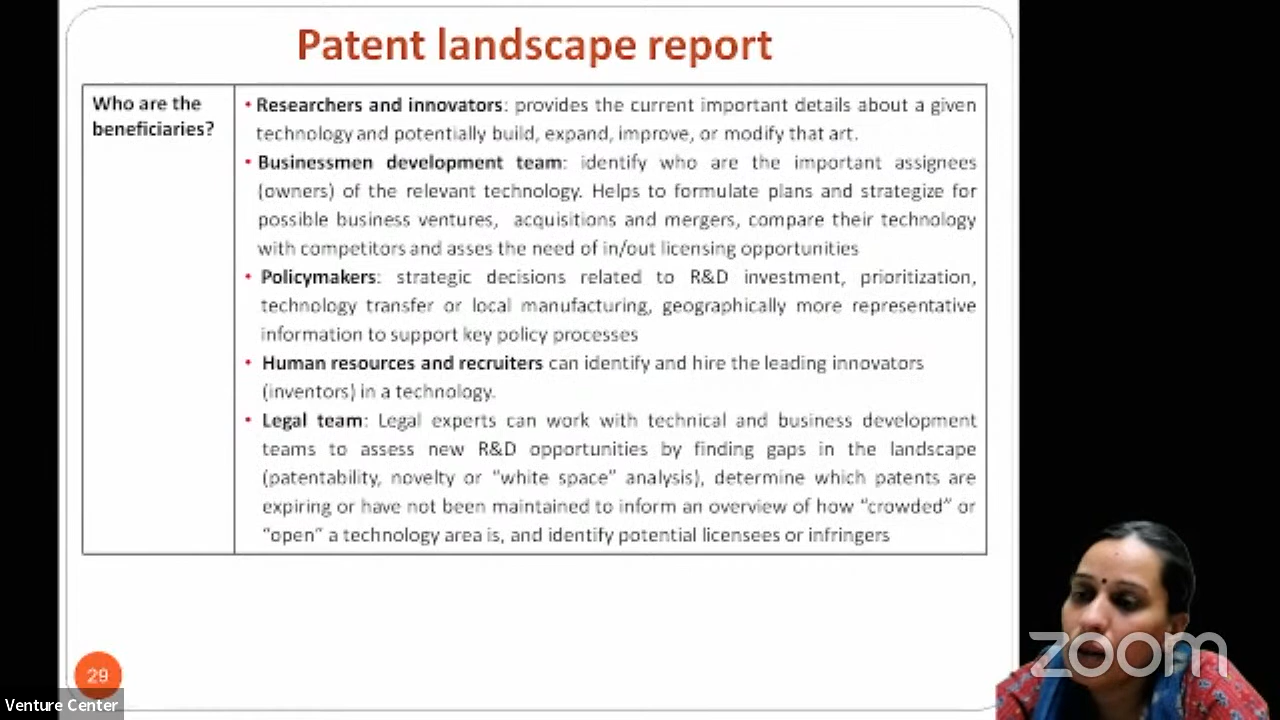 Patent landscape report
Who are the
beneficiaries?
• Researchers and innovators: provides the current important details about a given
technology and potentially build, expand, improve, or modify that art.
• Businessmen development team: identify who are the important assignees
(owners) of the relevant technology. Helps to formulate plans and strategize for
possible business ventures, acquisitions and mergers, compare their technology
with competitors and asses the need of in/out licensing opportunities
• Policymakers: strategic decisions related to R&D investment, prioritization,
technology transfer or local manufacturing, geographically more representative
information to support key policy processes
• Human resources and recruiters can identify and hire the leading innovators
(inventors) in a technology.
• Legal team: Legal experts can work with technical and business development
teams to assess new R&D opportunities by finding gaps in the landscape
(patentability, novelty or “white space” analysis), determine which patents are
expiring or have not been maintained to inform an overview of how “crowded” or
“open” a technology area is, and identify potential licensees or infringers
29
Venture Center
zoom